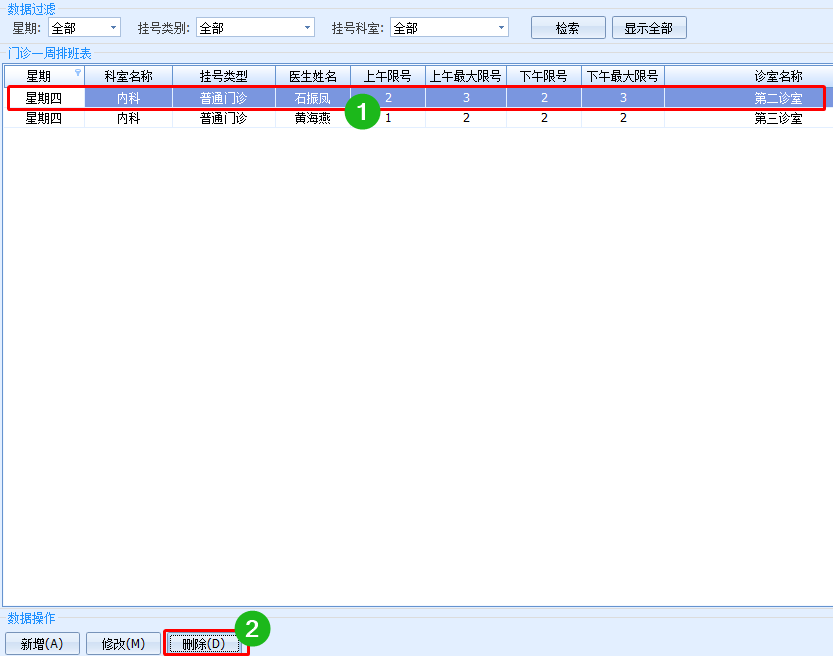 数据过滤
星期: 全部 挂号类别: 全部 挂号科室: 全部 检索 显示全部
门诊一周排班表
星期 科室名称 挂号类型 医生姓名 上午限号 上午最大限号 下午限号 下午最大限号 诊室名称
星期四 内科 普通门诊 石振凤 2 3 2 3 第二诊室
1
星期四 内科 普通门诊 黄海燕 1 2 2 2 第三诊室
数据操作
新增(A) 修改(M) 删除(D) 2